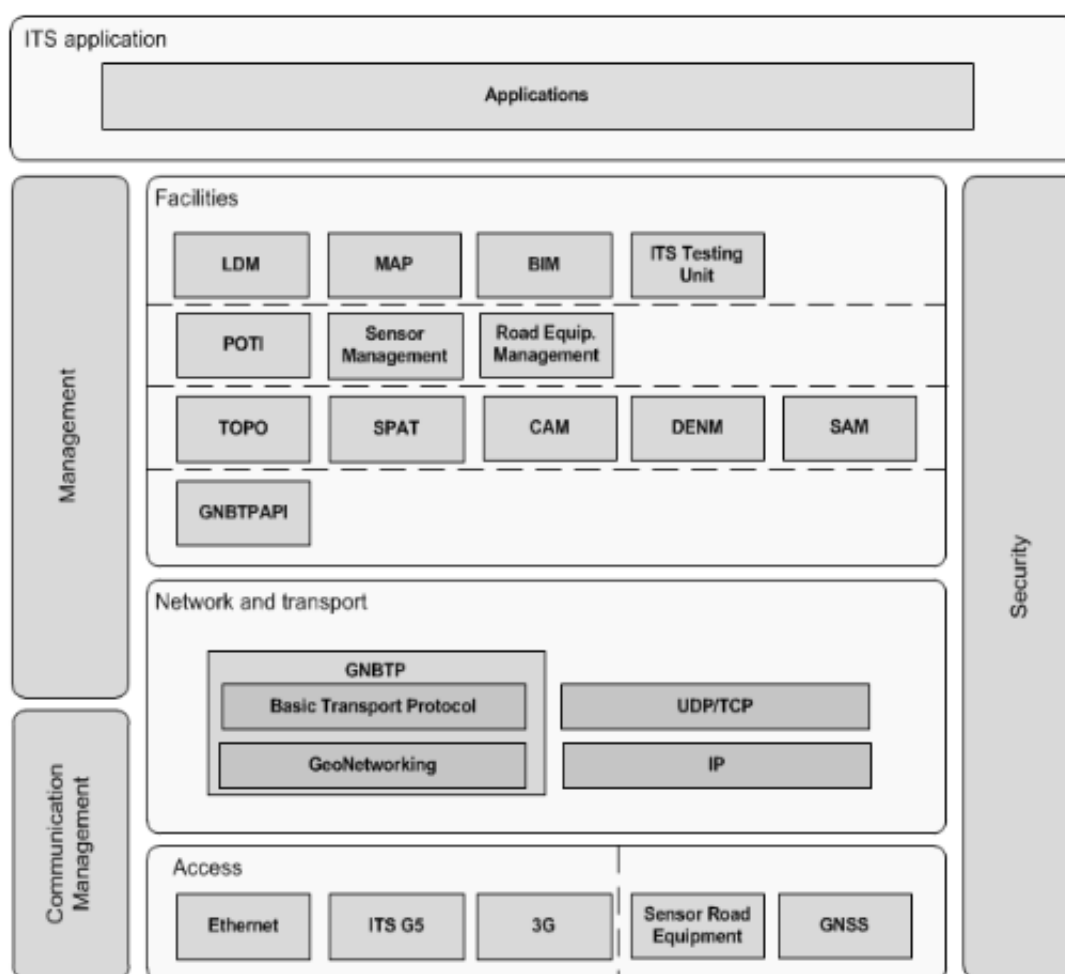 ITS application
Applications
Management
Facilities
LDM
MAP
BIM
ITS Testing
Unit
POTI
Sensor
Management
Road Equip.
Management
TOPO
SPAT
CAM
DENM
SAM
GNBTPAPI
Security
Network and transport
GNBTP
Basic Transport Protocol
UDP/TCP
GeoNetworking
IP
Communication
Management
Access
Ethernet
ITS G5
3G
Sensor Road
Equipment
GNSS